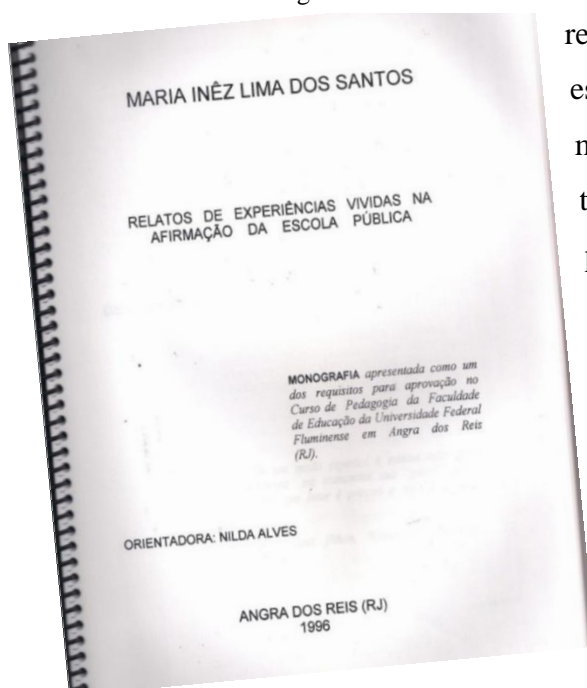 MARIA INÊZ LIMA DOS SANTOS
RELATOS DE EXPERIÊNCIAS VIVIDAS NA
AFIRMAÇÃO DA ESCOLA PÚBLICA
MONOGRAFIA apresentada como um
dos requisitos para aprovação no
Curso de Pedagogia da Faculdade
de Educação da Universidade Federal
Fluminense em Angra dos Reis
(RJ).
ORIENTADORA: NILDA ALVES
ANGRA DOS REIS (RJ)
1996